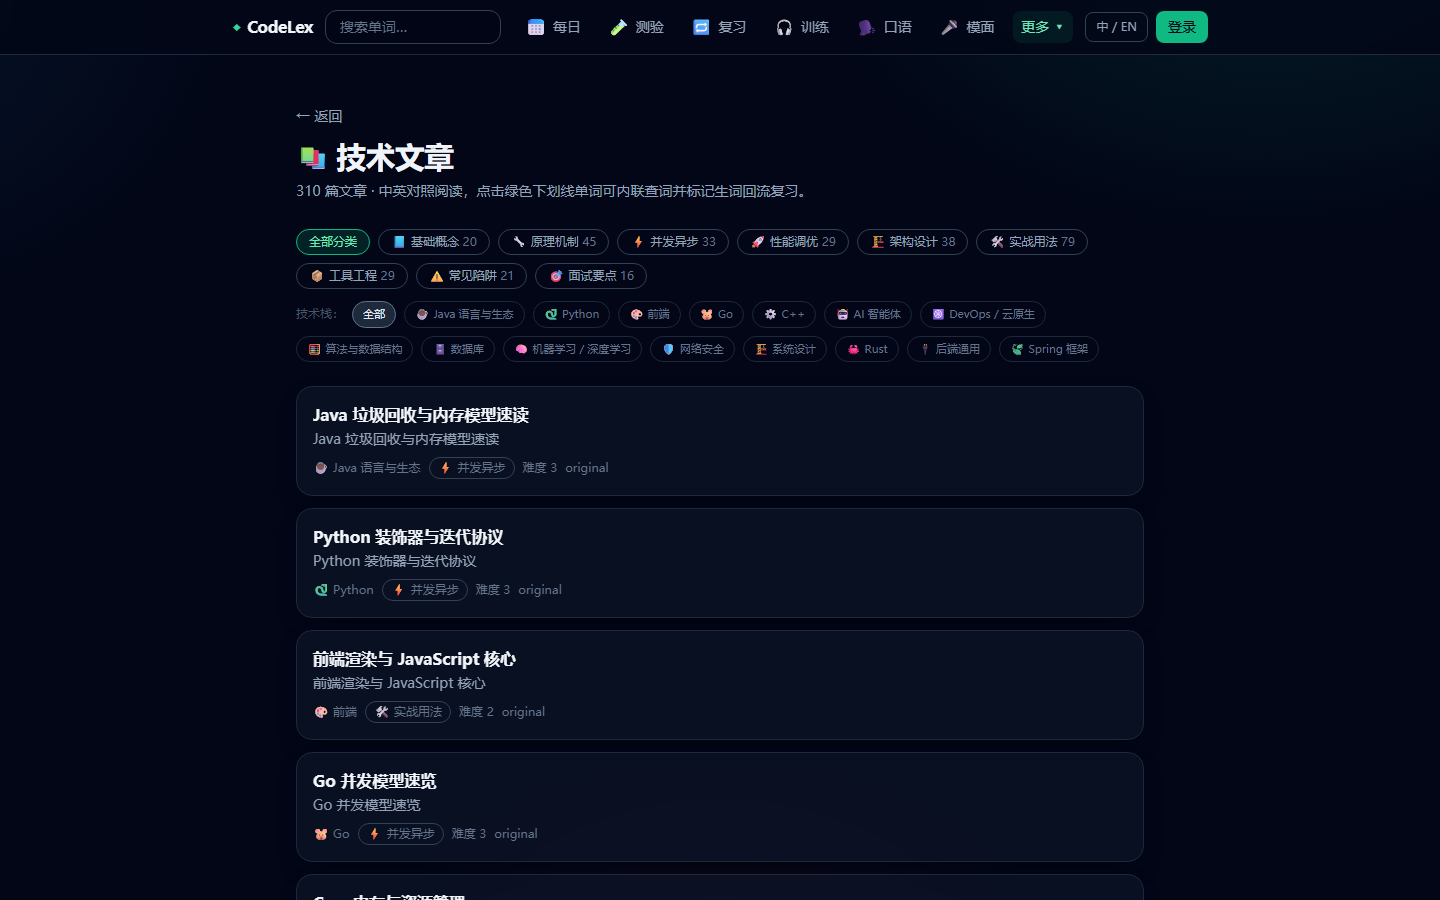 CodeLex 搜索单词... 每日 测验 复习 训练 口语 模面 更多 中 / EN 登录
← 返回
技术文章
310 篇文章 · 中英对照阅读，点击绿色下划线单词可内联查词并标记生词回流复习。
全部分类 基础概念 20 原理机制 45 并发异步 33 性能调优 29 架构设计 38 实战用法 79
工具工程 29 常见陷阱 21 面试要点 16
技术栈： 全部 Java 语言与生态 Python 前端 Go C++ AI 智能体 DevOps / 云原生
算法与数据结构 数据库 机器学习 / 深度学习 网络安全 系统设计 Rust 后端通用 Spring 框架
Java 垃圾回收与内存模型速读
Java 垃圾回收与内存模型速读
Java 语言与生态 并发异步 难度 3 original
Python 装饰器与迭代协议
Python 装饰器与迭代协议
Python 并发异步 难度 3 original
前端渲染与 JavaScript 核心
前端渲染与 JavaScript 核心
前端 实战用法 难度 2 original
Go 并发模型速览
Go 并发模型速览
Go 并发异步 难度 3 original
C++ 内存与资源管理